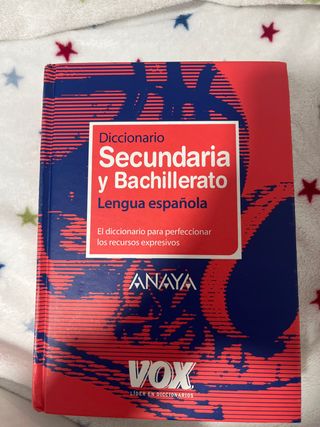 Diccionario
Secundaria
y Bachillerato
Lengua española
El diccionario para perfeccionar
los recursos expresivos
ANAYA
VOX
LÍDER EN DICCIONARIOS